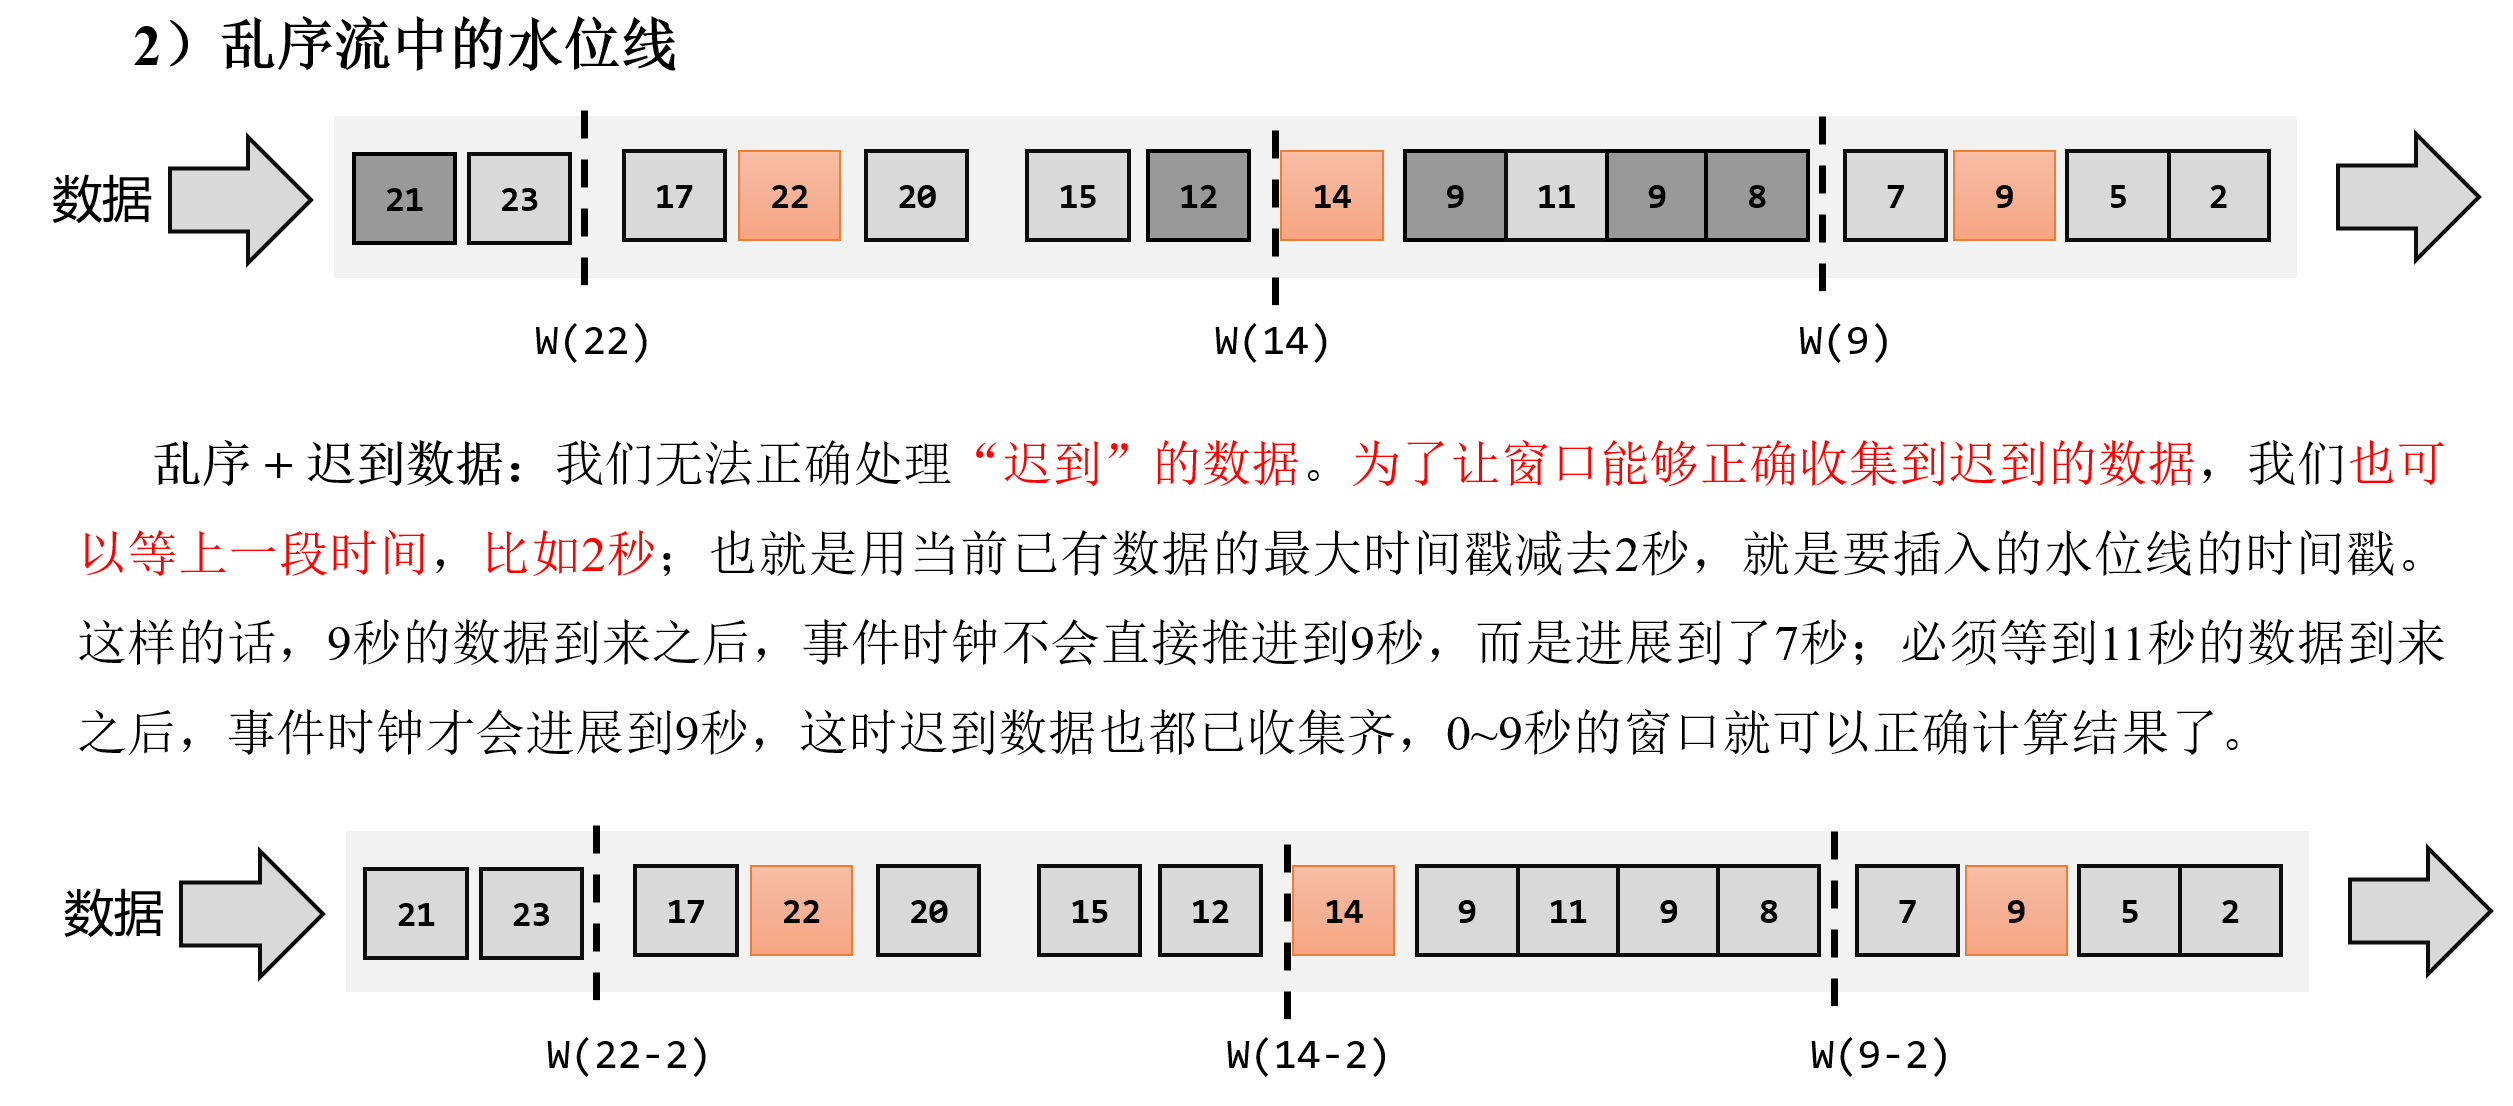 2）乱序流中的水位线
数据 21 23 17 22 20 15 12 14 9 11 9 8 7 9 5 2
W(22) W(14) W(9)
乱序 + 迟到数据：我们无法正确处理“迟到”的数据。为了让窗口能够正确收集到迟到的数据，我们也可
以等上一段时间，比如2秒；也就是用当前已有数据的最大时间戳减去2秒，就是要插入的水位线的时间戳。
这样的话，9秒的数据到来之后，事件时钟不会直接推进到9秒，而是进展到了7秒；必须等到11秒的数据到来
之后，事件时钟才会进展到9秒，这时迟到数据也都已收集齐，0~9秒的窗口就可以正确计算结果了。
数据 21 23 17 22 20 15 12 14 9 11 9 8 7 9 5 2
W(22-2) W(14-2) W(9-2)